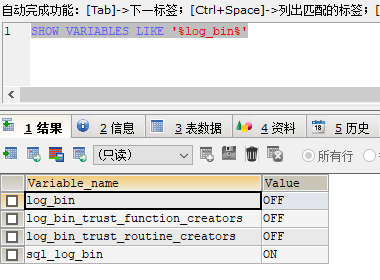 自动完成功能: [Tab]->下一标签; [Ctrl+Space]->列出匹配的标签;
1 SHOW VARIABLES LIKE '%log_bin%'
1 结果 2 信息 3 表数据 4 资料 5 历史
(只读) 所有行
Variable_name Value
log_bin OFF
log_bin_trust_function_creators OFF
log_bin_trust_routine_creators OFF
sql_log_bin ON